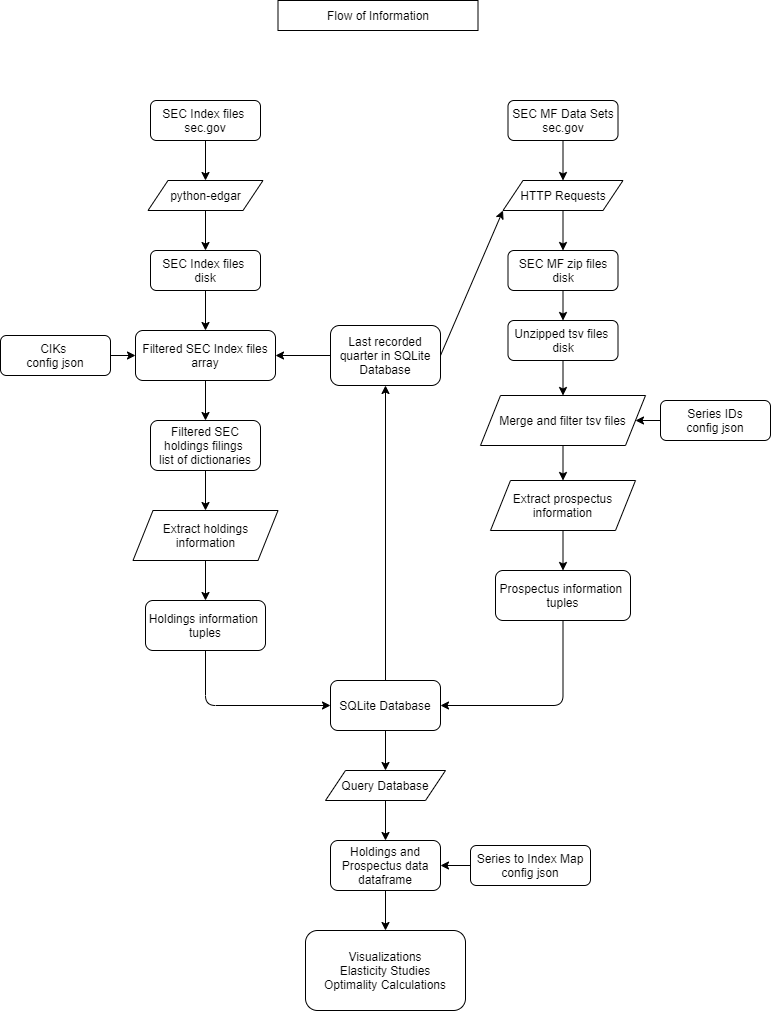 Flow of Information
SEC Index files
sec.gov
SEC MF Data Sets
sec.gov
python-edgar
HTTP Requests
SEC Index files
disk
SEC MF zip files
disk
CIKs
config json
Filtered SEC Index files
array
Last recorded
quarter in SQLite
Database
Unzipped tsv files
disk
Filtered SEC
holdings filings
list of dictionaries
Merge and filter tsv files
Series IDs
config json
Extract holdings
information
Extract prospectus
information
Holdings information
tuples
Prospectus information
tuples
SQLite Database
Query Database
Holdings and
Prospectus data
dataframe
Series to Index Map
config json
Visualizations
Elasticity Studies
Optimality Calculations